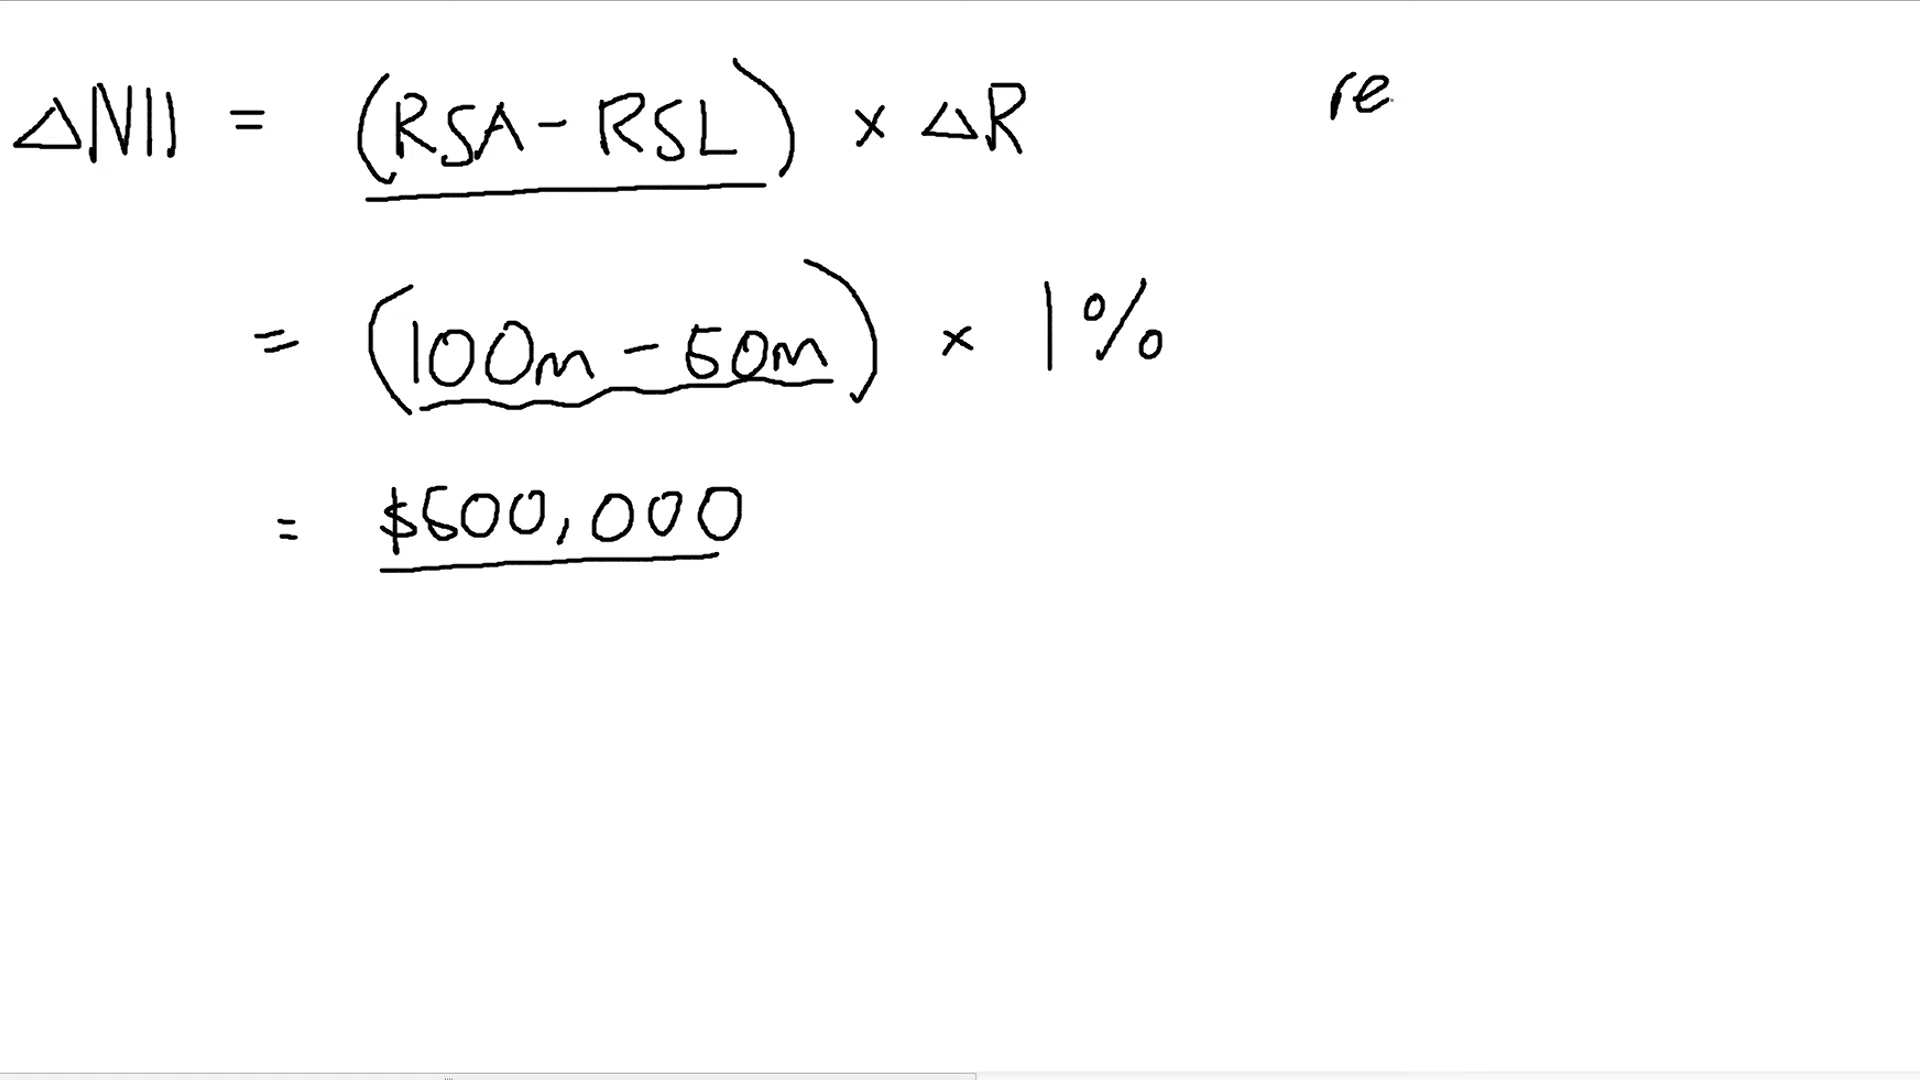 ΔNII = (RSA - RSL) × ΔR
re
= (100m - 50m) × 1%
= $500,000